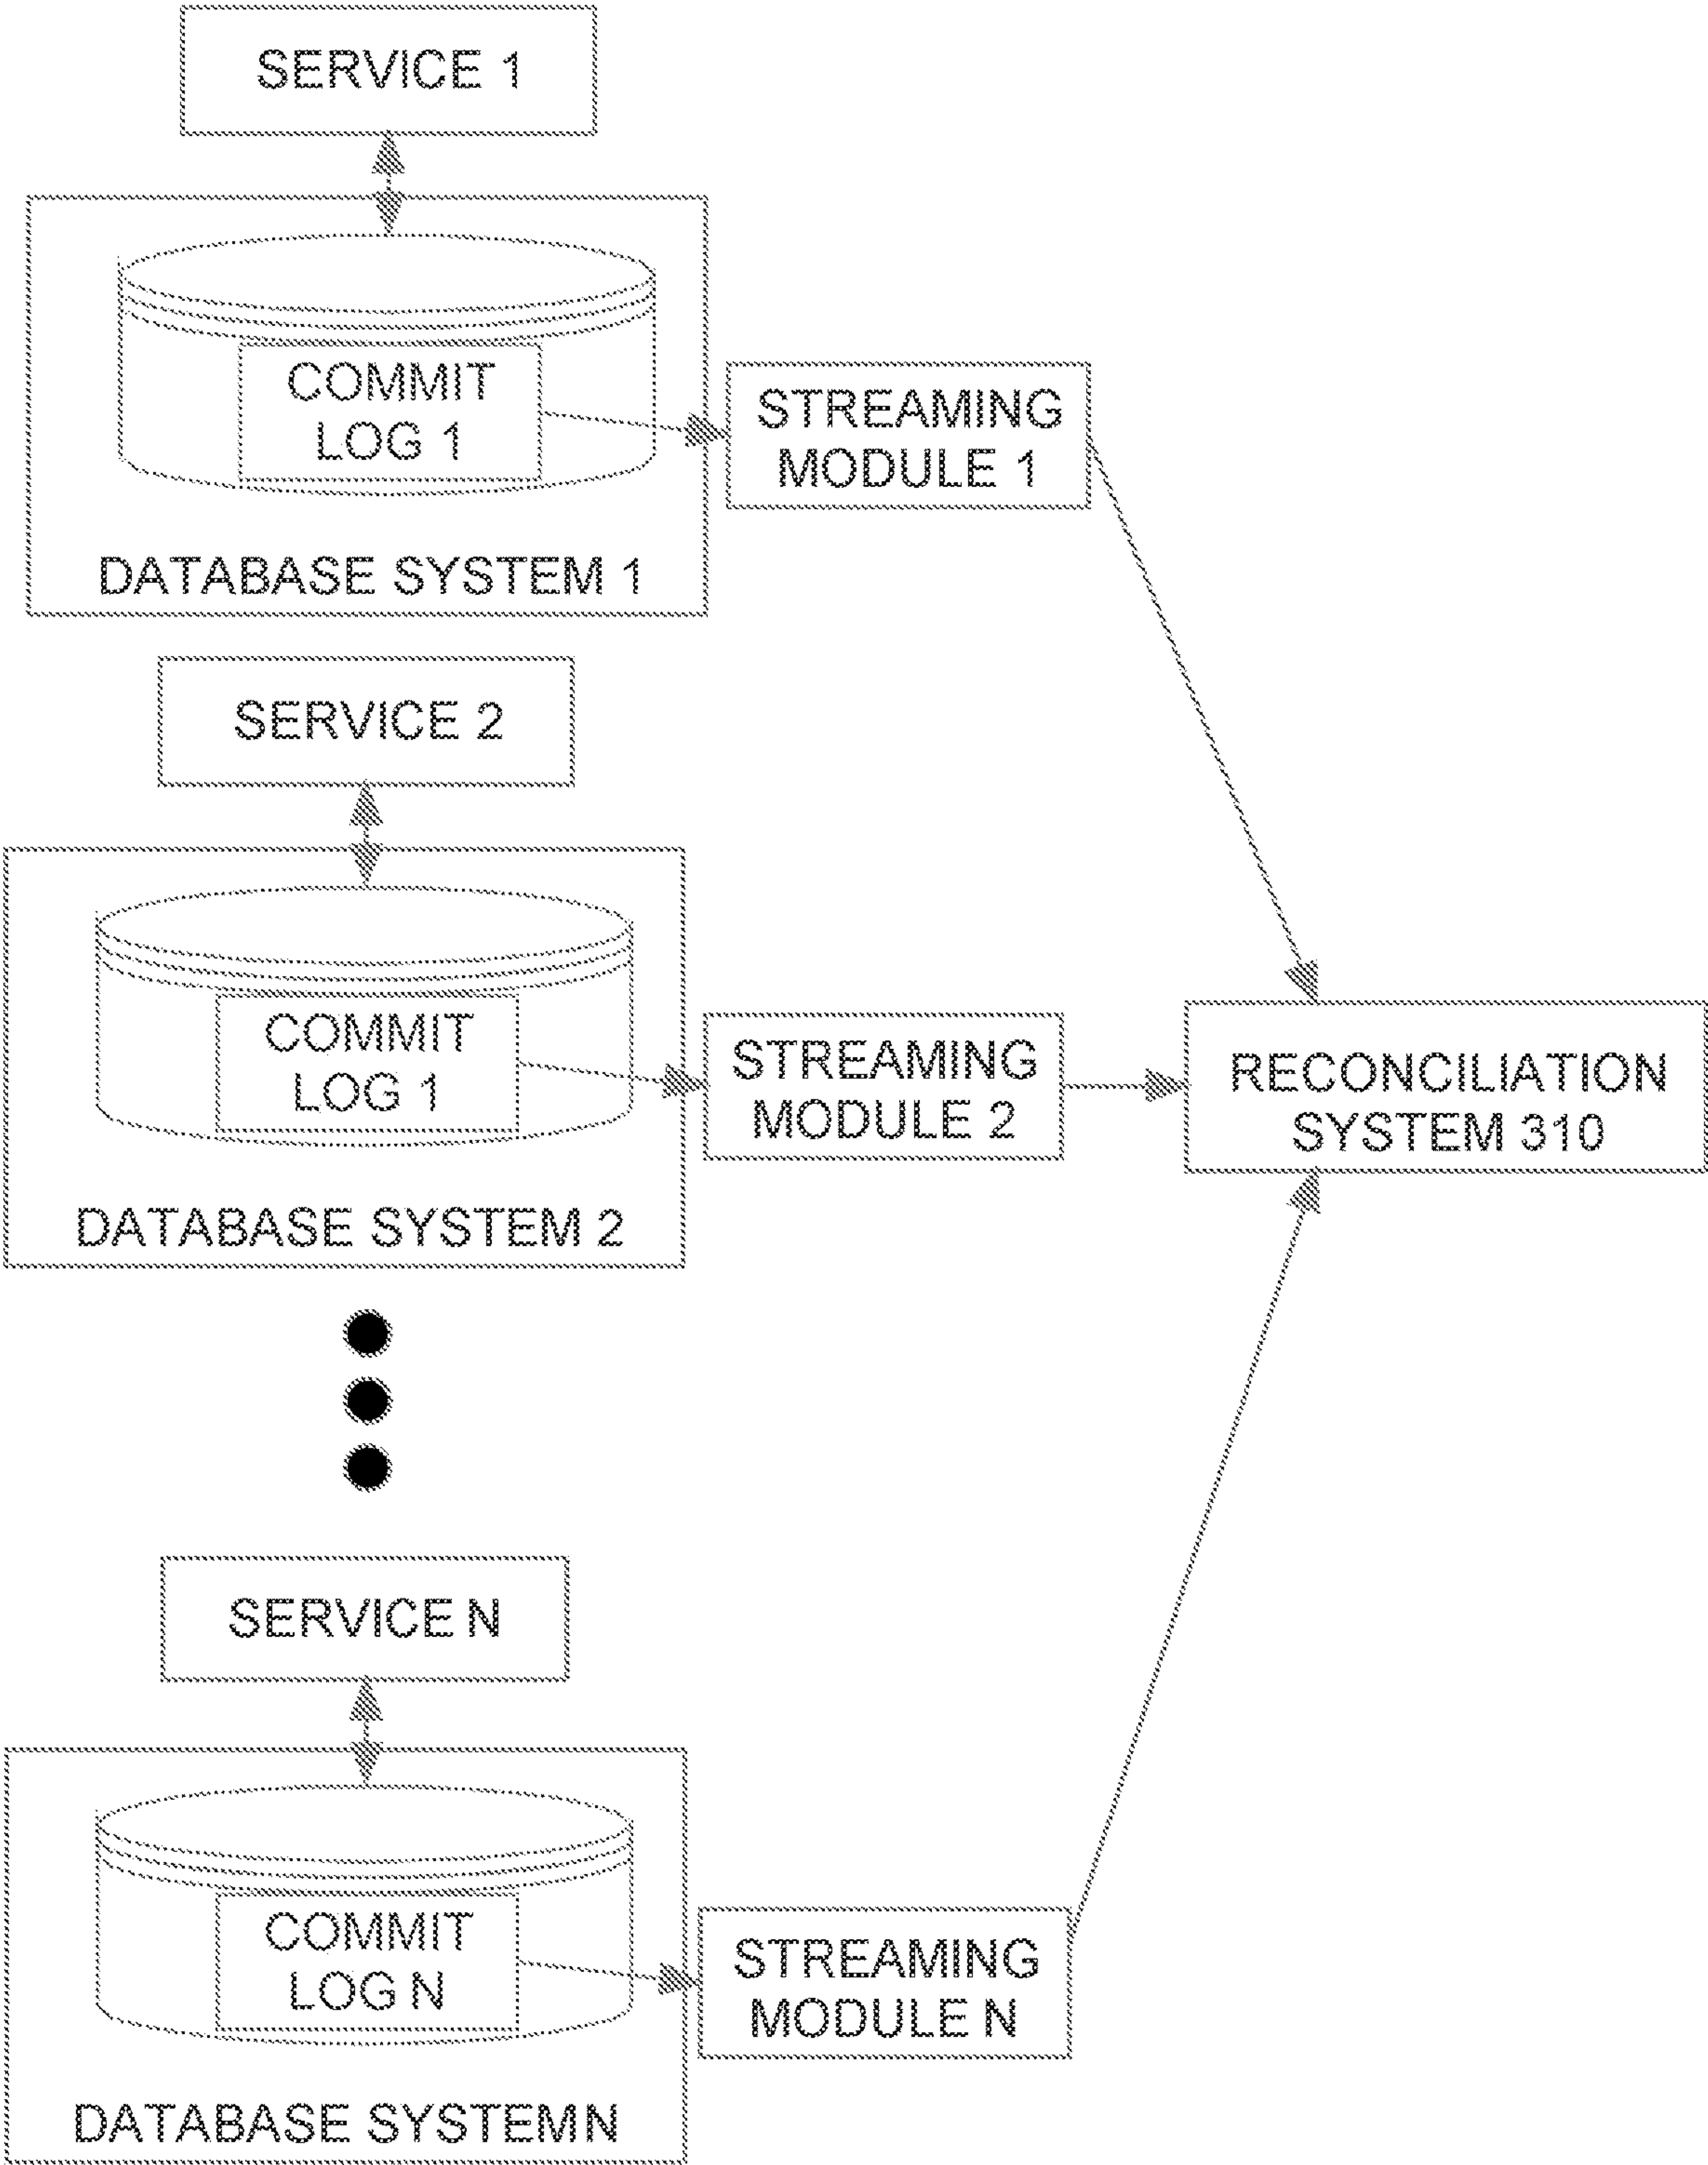 SERVICE 1
COMMIT
LOG 1
STREAMING
MODULE 1
DATABASE SYSTEM 1
SERVICE 2
COMMIT
LOG 1
STREAMING
MODULE 2
RECONCILIATION
SYSTEM 310
DATABASE SYSTEM 2
SERVICE N
COMMIT
LOG N
STREAMING
MODULE N
DATABASE SYSTEM N